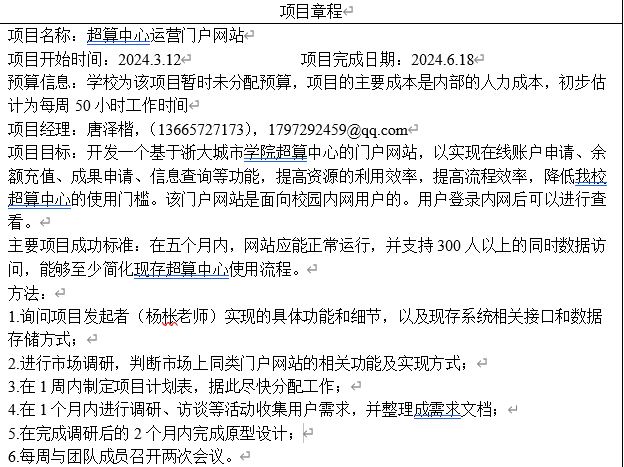 项目章程
项目名称：超算中心运营门户网站
项目开始时间：2024.3.12 项目完成日期：2024.6.18
预算信息：学校为该项目暂时未分配预算，项目的主要成本是内部的人力成本，初步估
计为每周 50 小时工作时间
项目经理：唐泽楷，（13665727173），1797292459@qq.com
项目目标：开发一个基于浙大城市学院超算中心的门户网站，以实现在线账户申请、余
额充值、成果申请、信息查询等功能，提高资源的利用效率，提高流程效率，降低我校
超算中心的使用门槛。该门户网站是面向校园内网用户的。用户登录内网后可以进行查
看。
主要项目成功标准：在五个月内，网站应能正常运行，并支持 300 人以上的同时数据访
问，能够至少简化现存超算中心使用流程。
方法：
1.询问项目发起者（杨枨老师）实现的具体功能和细节，以及现存系统相关接口和数据
存储方式；
2.进行市场调研，判断市场上同类门户网站的相关功能及实现方式；
3.在 1 周内制定项目计划表，据此尽快分配工作；
4.在 1 个月内进行调研、访谈等活动收集用户需求，并整理成需求文档；
5.在完成调研后的 2 个月内完成原型设计；
6.每周与团队成员召开两次会议。